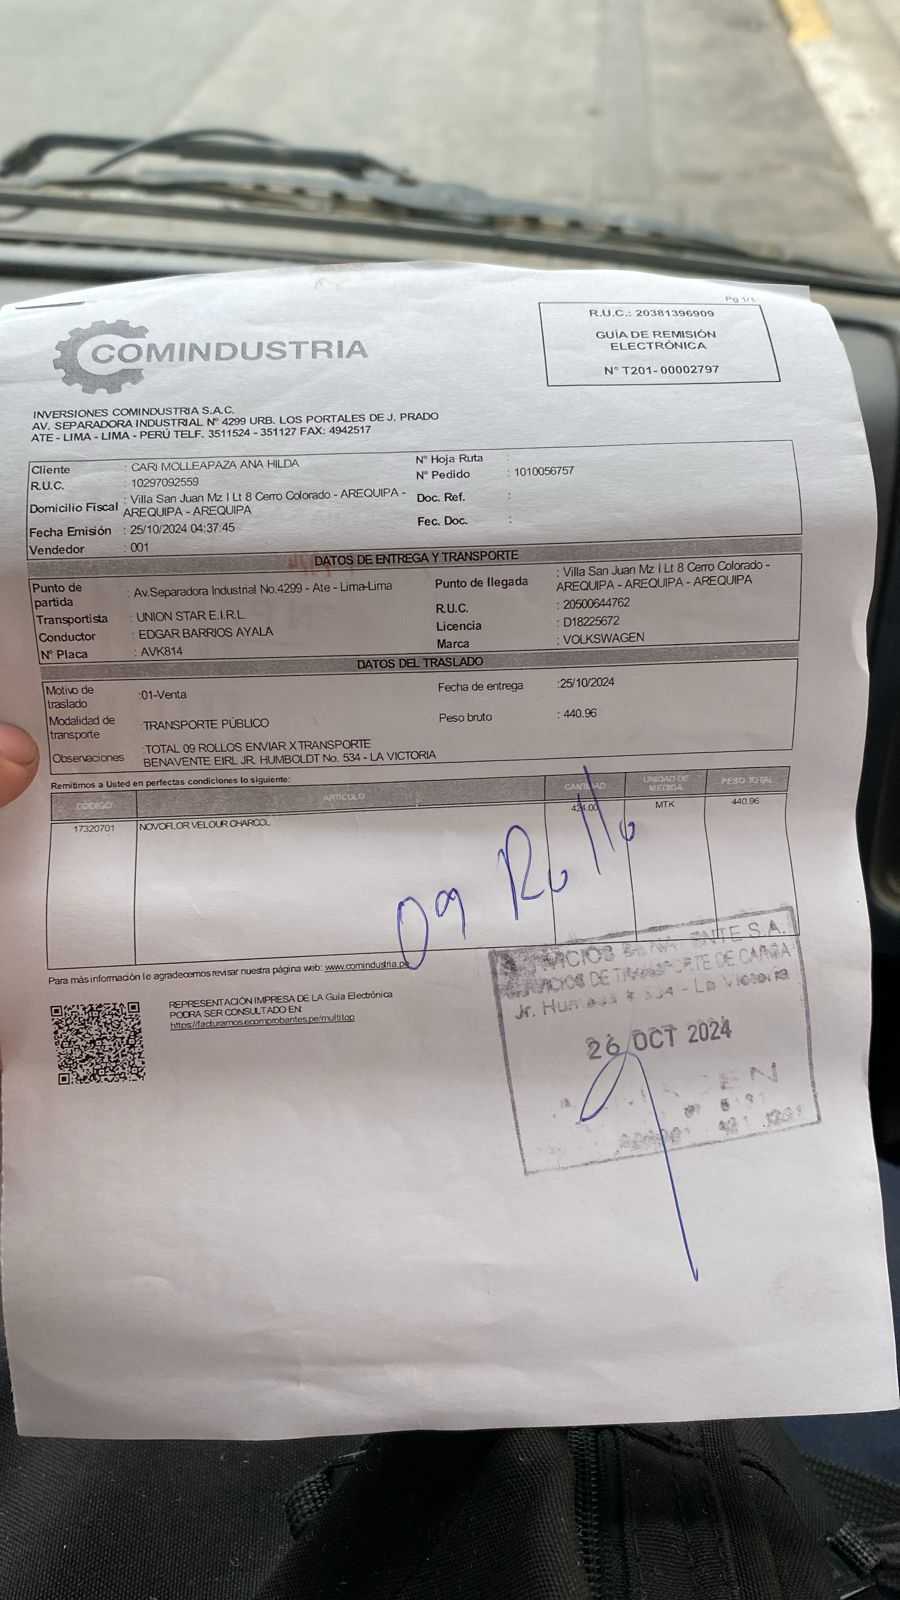 Pg 1/1
COMINDUSTRIA
R.U.C.: 20381396909
GUÍA DE REMISIÓN
ELECTRÓNICA
N° T201- 00002797
INVERSIONES COMINDUSTRIA S.A.C.
AV. SEPARADORA INDUSTRIAL N° 4299 URB. LOS PORTALES DE J. PRADO
ATE - LIMA - LIMA - PERÚ TELF. 3511524 - 351127 FAX: 4942517
Cliente : CARI MOLLEAPAZA ANA HILDA
R.U.C. : 10297092559
Domicilio Fiscal : Villa San Juan Mz I Lt 8 Cerro Colorado - AREQUIPA -
AREQUIPA - AREQUIPA
Fecha Emisión : 25/10/2024 04:37:45
Vendedor : 001
N° Hoja Ruta :
N° Pedido : 1010056757
Doc. Ref. :
Fec. Doc. :
DATOS DE ENTREGA Y TRANSPORTE
Punto de partida : Av.Separadora Industrial No.4299 - Ate - Lima-Lima
Transportista : UNION STAR E.I.R.L.
Conductor : EDGAR BARRIOS AYALA
N° Placa : AVK814
Punto de llegada : Villa San Juan Mz I Lt 8 Cerro Colorado -
AREQUIPA - AREQUIPA - AREQUIPA
R.U.C. : 20500644762
Licencia : D18225672
Marca : VOLKSWAGEN
DATOS DEL TRASLADO
Motivo de traslado :01-Venta
Fecha de entrega :25/10/2024
Modalidad de transporte TRANSPORTE PÚBLICO
Peso bruto : 440.96
Observaciones :TOTAL 09 ROLLOS ENVIAR X TRANSPORTE
BENAVENTE EIRL JR. HUMBOLDT No. 534 - LA VICTORIA
Remitimos a Usted en perfectas condiciones lo siguiente:
CÓDIGO ARTICULO CANTIDAD UNIDAD DE MEDIDA PESO TOTAL
17320701 NOVOFLOR VELOUR CHARCOL 424.00 MTK 440.96
09 Rollo
Para más información le agradecemos revisar nuestra página web: www.comindustria.pe
REPRESENTACIÓN IMPRESA DE LA Guía Electrónica
PODRA SER CONSULTADO EN:
https://facturamos.ecomprobantes.pe/multitop
S.A.
SERVICIOS DE TRANSPORTE DE CARGA
Jr. 534 - La Victoria
26 OCT 2024